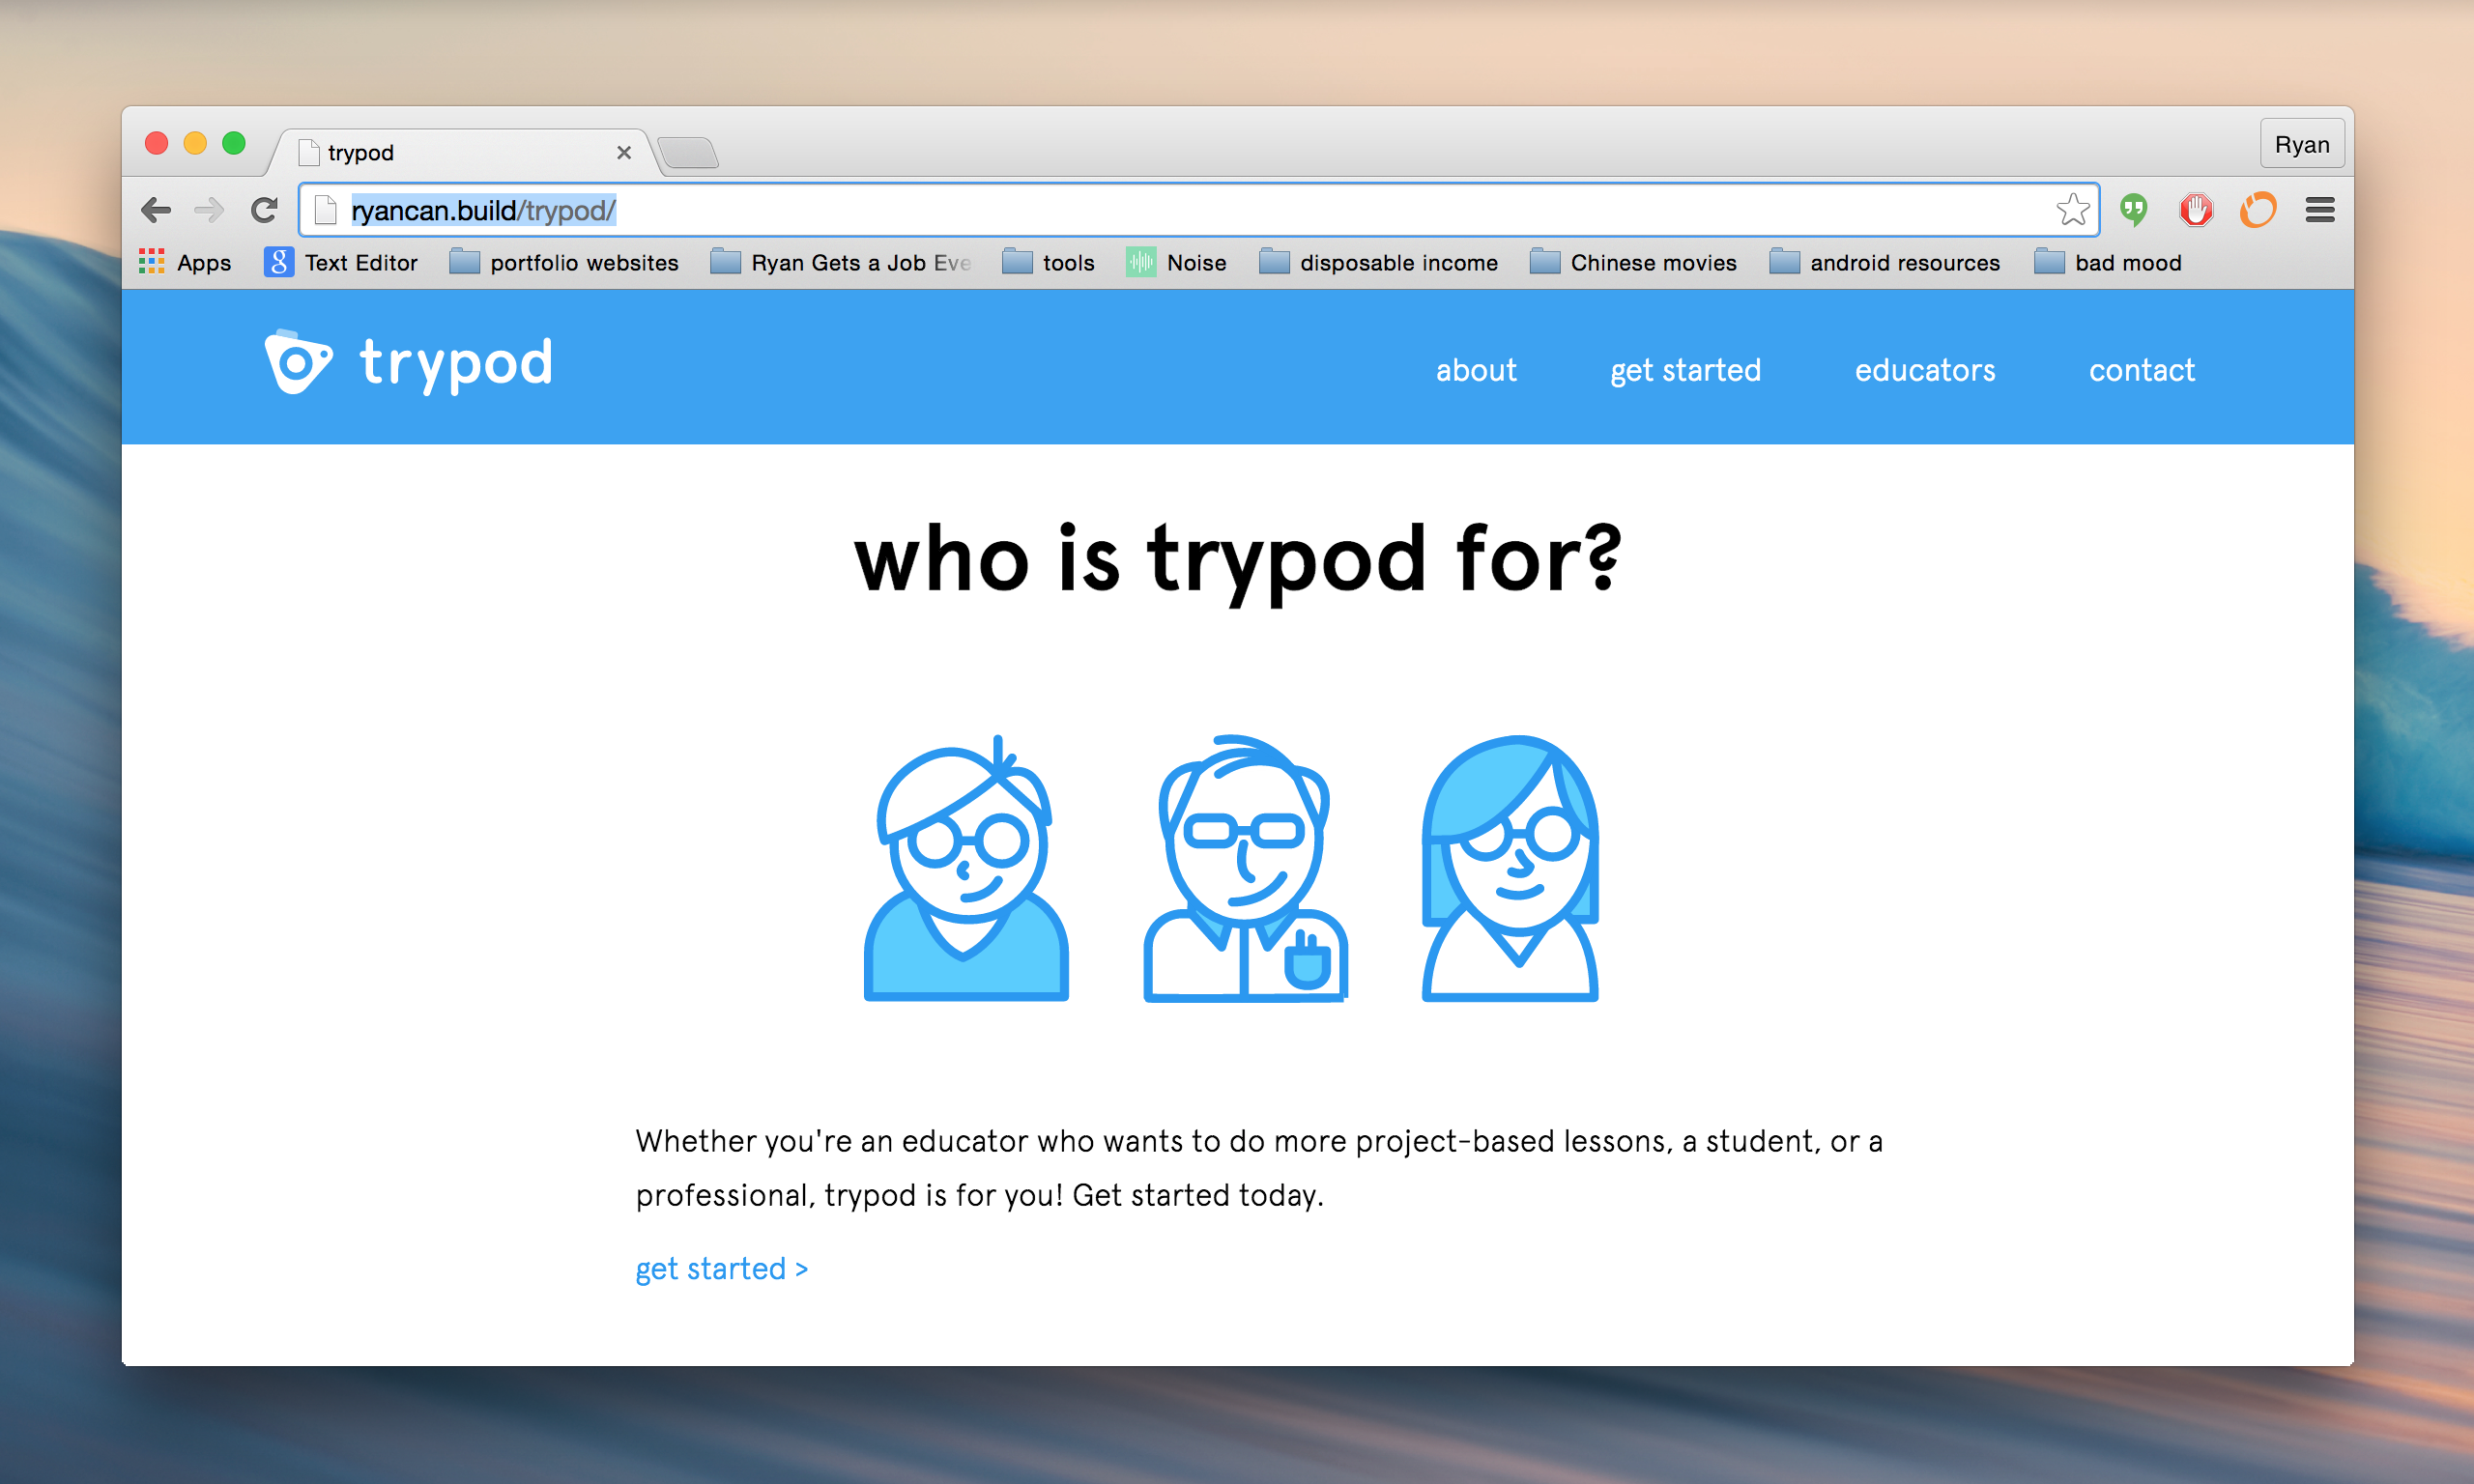 trypod
Ryan
ryancan.build/trypod/
Apps Text Editor portfolio websites Ryan Gets a Job Eve tools Noise disposable income Chinese movies android resources bad mood
trypod about get started educators contact
who is trypod for?
Whether you're an educator who wants to do more project-based lessons, a student, or a
professional, trypod is for you! Get started today.
get started >